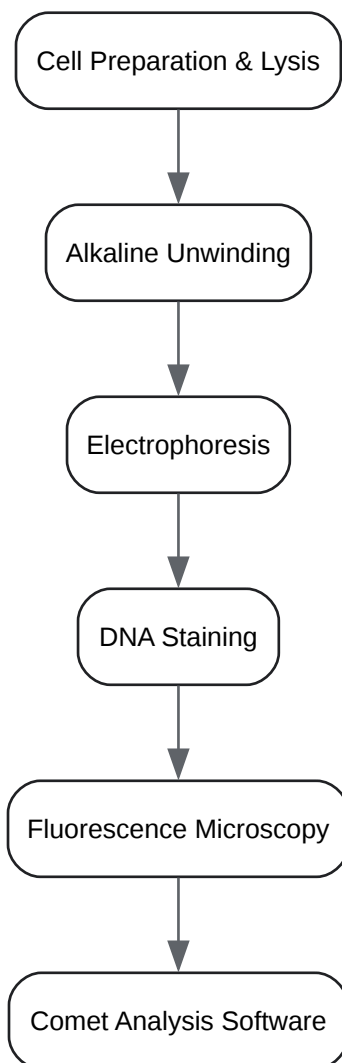 Cell Preparation & Lysis
Alkaline Unwinding
Electrophoresis
DNA Staining
Fluorescence Microscopy
Comet Analysis Software